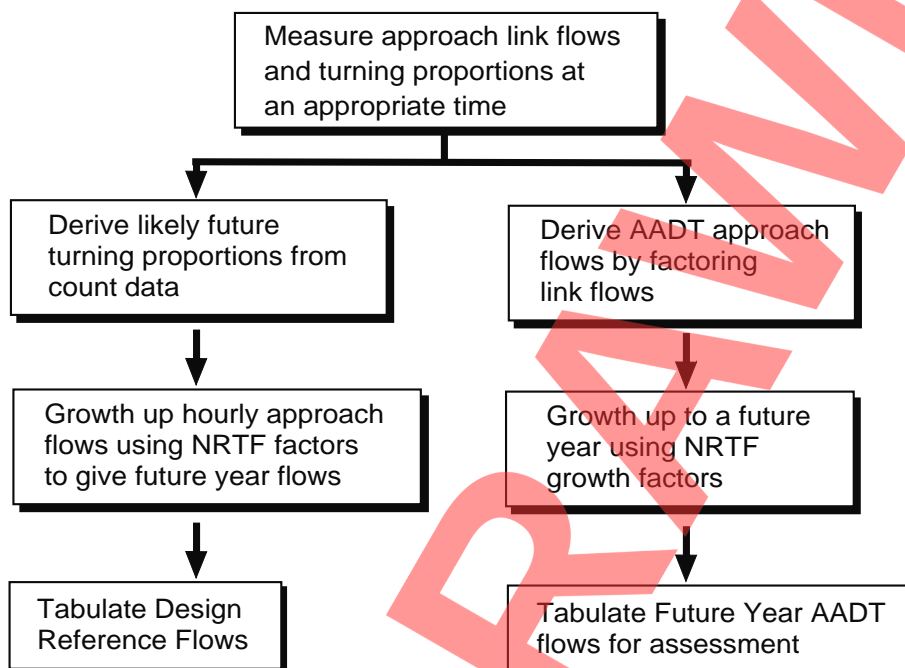 Measure approach link flows
and turning proportions at
an appropriate time
Derive likely future
turning proportions from
count data
Derive AADT approach
flows by factoring
link flows
Growth up hourly approach
flows using NRTF factors
to give future year flows
Growth up to a future
year using NRTF
growth factors
Tabulate Design
Reference Flows
Tabulate Future Year AADT
flows for assessment